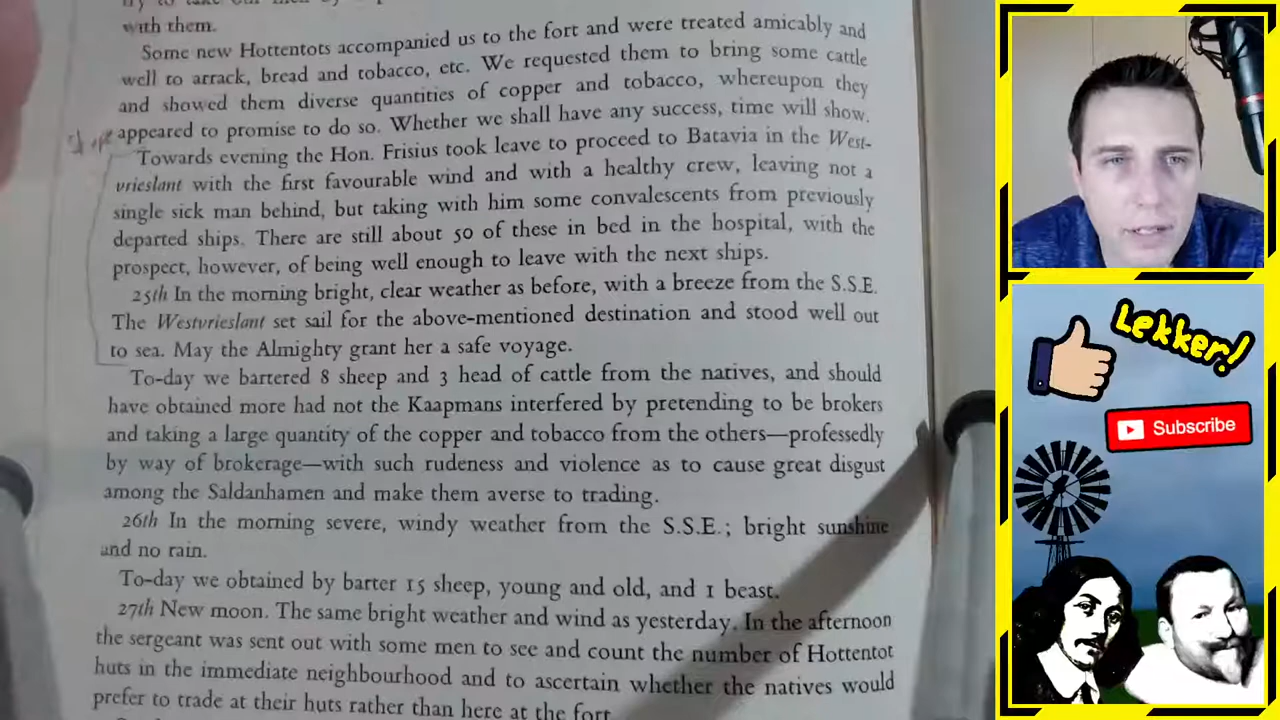 with them.
Some new Hottentots accompanied us to the fort and were treated amicably and
well to arrack, bread and tobacco, etc. We requested them to bring some cattle
and showed them diverse quantities of copper and tobacco, whereupon they
appeared to promise to do so. Whether we shall have any success, time will show.
Towards evening the Hon. Frisius took leave to proceed to Batavia in the West-
vrieslant with the first favourable wind and with a healthy crew, leaving not a
single sick man behind, but taking with him some convalescents from previously
departed ships. There are still about 50 of these in bed in the hospital, with the
prospect, however, of being well enough to leave with the next ships.
25th In the morning bright, clear weather as before, with a breeze from the S.S.E.
The Westvrieslant set sail for the above-mentioned destination and stood well out
to sea. May the Almighty grant her a safe voyage.
To-day we bartered 8 sheep and 3 head of cattle from the natives, and should
have obtained more had not the Kaapmans interfered by pretending to be brokers
and taking a large quantity of the copper and tobacco from the others—professedly
by way of brokerage—with such rudeness and violence as to cause great disgust
among the Saldanhamen and make them averse to trading.
26th In the morning severe, windy weather from the S.S.E.; bright sunshine
and no rain.
To-day we obtained by barter 15 sheep, young and old, and 1 beast.
27th New moon. The same bright weather and wind as yesterday. In the afternoon
the sergeant was sent out with some men to see and count the number of Hottentot
huts in the immediate neighbourhood and to ascertain whether the natives would
prefer to trade at their huts rather than here at the fort.
Lekker!
Subscribe